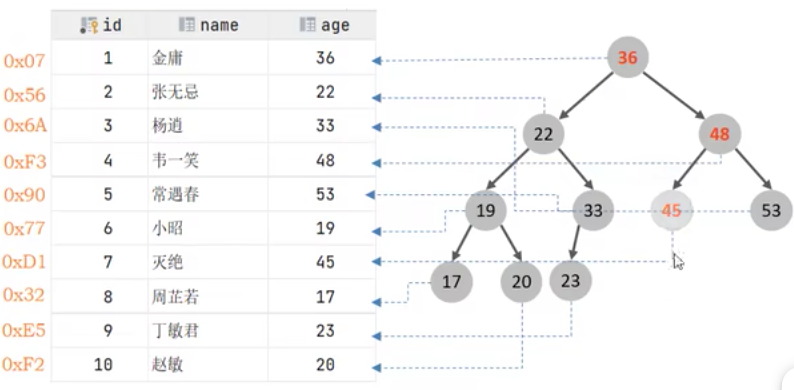 id name age
0x07 1 金庸 36
0x56 2 张无忌 22
0x6A 3 杨逍 33
0xF3 4 韦一笑 48
0x90 5 常遇春 53
0x77 6 小昭 19
0xD1 7 灭绝 45
0x32 8 周芷若 17
0xE5 9 丁敏君 23
0xF2 10 赵敏 20
36
22 48
19 33 45 53
17 20 23